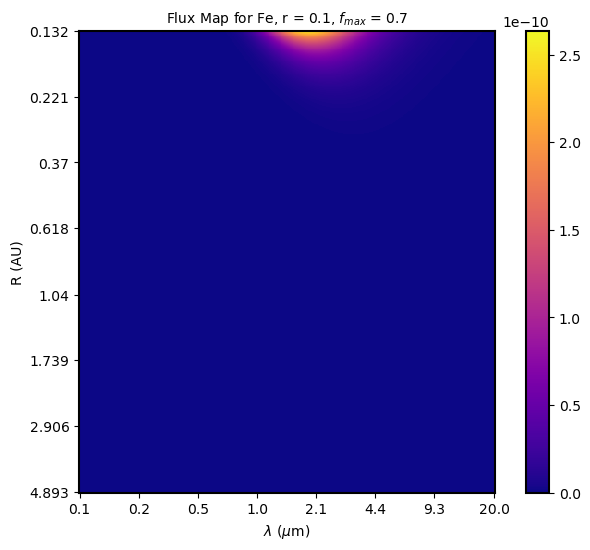 Flux Map for Fe, r = 0.1, f_max = 0.7
1e−10
0.132
0.221
0.37
0.618
1.04
1.739
2.906
4.893
R (AU)
0.1 0.2 0.5 1.0 2.1 4.4 9.3 20.0
λ (μm)
2.5
2.0
1.5
1.0
0.5
0.0